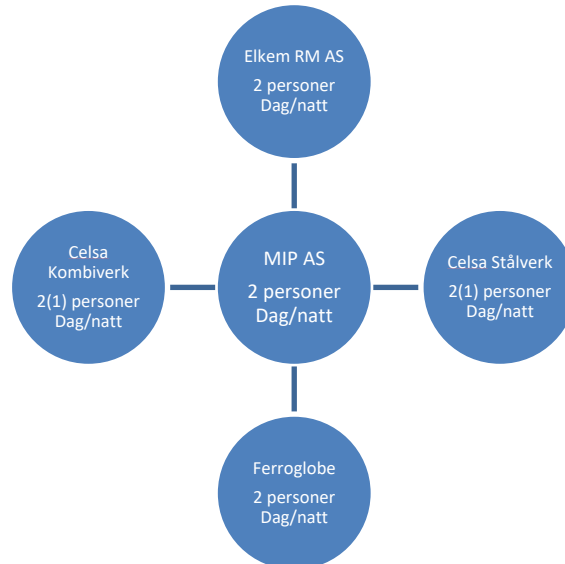 Elkem RM AS
2 personer
Dag/natt
Celsa
Kombiverk
2(1) personer
Dag/natt
MIP AS
2 personer
Dag/natt
Celsa Stålverk
2(1) personer
Dag/natt
Ferroglobe
2 personer
Dag/natt